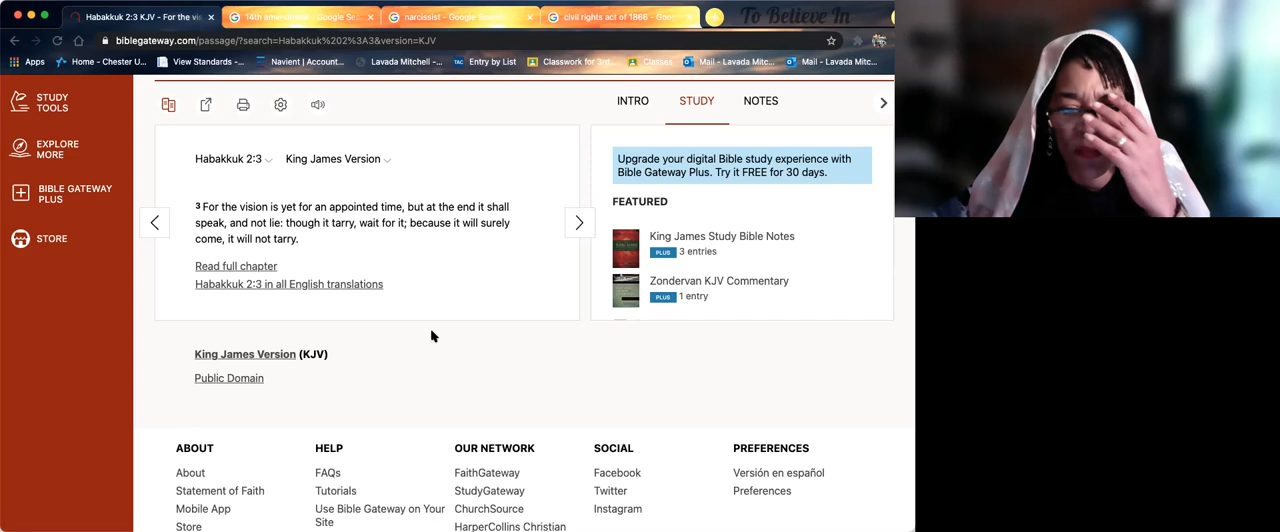 Habakkuk 2:3 KJV - For the vi
14th amendment - Google Se
narcissist - Google Search
civil rights act of 1866 - Goo
To Believe In
biblegateway.com/passage/?search=Habakkuk%202%3A3&version=KJV
Apps
Home - Chester U...
View Standards -...
Navient | Account...
Lavada Mitchell -...
TAC
Entry by List
Classwork for 3rd...
Classes
Mail - Lavada Mitc...
Mail - Lavada Mitc...
STUDY
TOOLS
EXPLORE
MORE
BIBLE GATEWAY
PLUS
STORE
INTRO
STUDY
NOTES
Habakkuk 2:3
King James Version
3 For the vision is yet for an appointed time, but at the end it shall
speak, and not lie: though it tarry, wait for it; because it will surely
come, it will not tarry.
Read full chapter
Habakkuk 2:3 in all English translations
Upgrade your digital Bible study experience with
Bible Gateway Plus. Try it FREE for 30 days.
FEATURED
King James Study Bible Notes
PLUS 3 entries
Zondervan KJV Commentary
PLUS 1 entry
King James Version (KJV)
Public Domain
ABOUT
About
Statement of Faith
Mobile App
Store
HELP
FAQs
Tutorials
Use Bible Gateway on Your
Site
OUR NETWORK
FaithGateway
StudyGateway
ChurchSource
HarperCollins Christian
SOCIAL
Facebook
Twitter
Instagram
PREFERENCES
Versión en español
Preferences